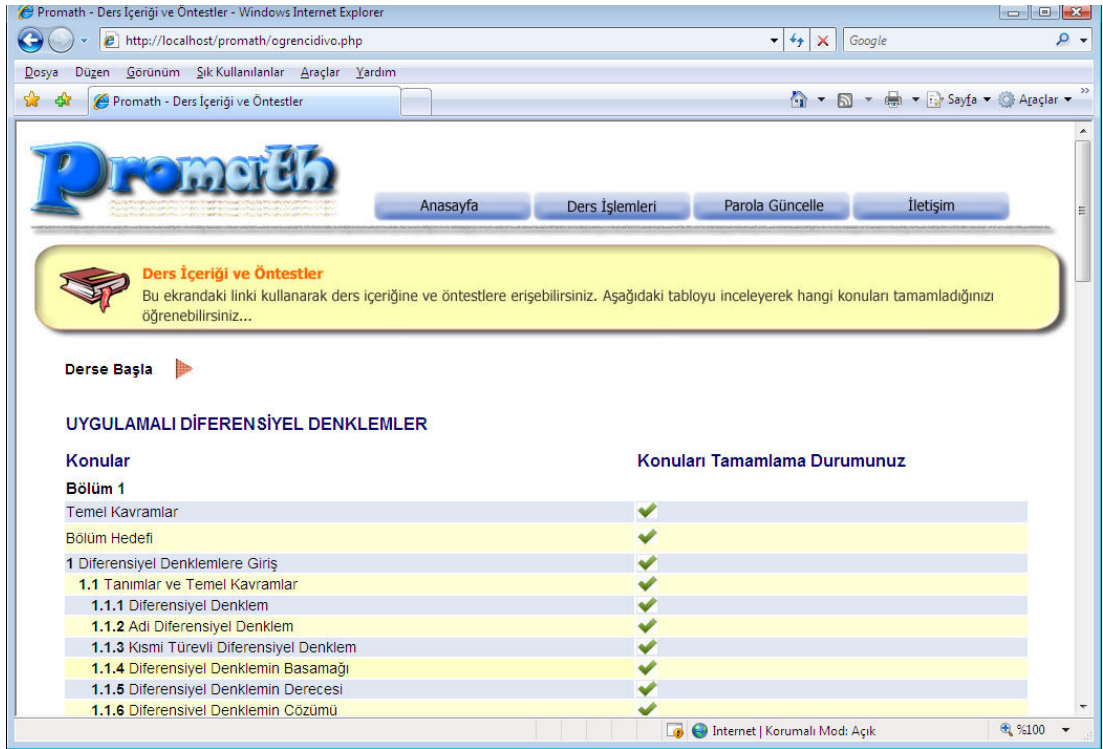 Promath - Ders İçeriği ve Öntestler - Windows Internet Explorer
http://localhost/promath/ogrencidivo.php
Google
Dosya Düzen Görünüm Sık Kullanılanlar Araçlar Yardım
Promath - Ders İçeriği ve Öntestler
Sayfa Araçlar
Promath
Anasayfa Ders İşlemleri Parola Güncelle İletişim
Ders İçeriği ve Öntestler
Bu ekrandaki linki kullanarak ders içeriğine ve öntestlere erişebilirsiniz. Aşağıdaki tabloyu inceleyerek hangi konuları tamamladığınızı
öğrenebilirsiniz...
Derse Başla
UYGULAMALI DİFERENSİYEL DENKLEMLER
Konular Konuları Tamamlama Durumunuz
Bölüm 1
Temel Kavramlar
Bölüm Hedefi
1 Diferensiyel Denklemlere Giriş
1.1 Tanımlar ve Temel Kavramlar
1.1.1 Diferensiyel Denklem
1.1.2 Adi Diferensiyel Denklem
1.1.3 Kısmi Türevli Diferensiyel Denklem
1.1.4 Diferensiyel Denklemin Basamağı
1.1.5 Diferensiyel Denklemin Derecesi
1.1.6 Diferensiyel Denklemin Çözümü
Internet | Korumalı Mod: Açık %100